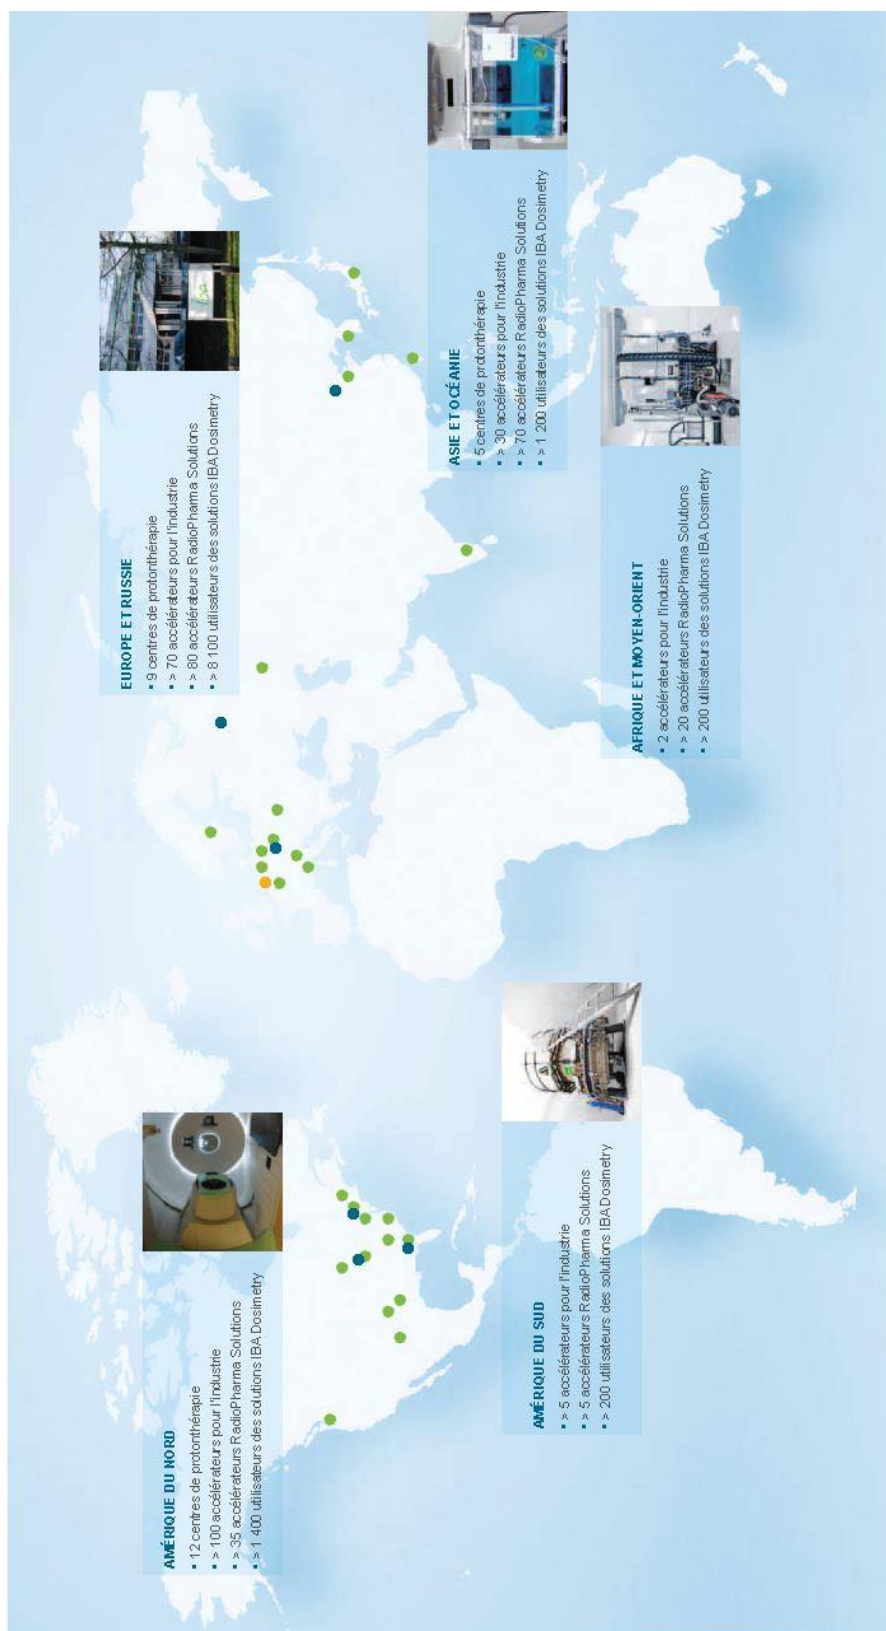 AMÉRIQUE DU NORD
▪ 12 centres de protonthérapie
▪ > 100 accélérateurs pour l'industrie
▪ > 35 accélérateurs RadioPharma Solutions
▪ > 1 400 utilisateurs des solutions IBA Dosimetry
EUROPE ET RUSSIE
▪ 9 centres de protonthérapie
▪ > 70 accélérateurs pour l'industrie
▪ > 80 accélérateurs RadioPharma Solutions
▪ > 8 100 utilisateurs des solutions IBA Dosimetry
ASIE ET OCÉANIE
▪ 5 centres de protonthérapie
▪ > 30 accélérateurs pour l'industrie
▪ > 70 accélérateurs RadioPharma Solutions
▪ > 1 200 utilisateurs des solutions IBA Dosimetry
AMÉRIQUE DU SUD
▪ > 5 accélérateurs pour l'industrie
▪ > 5 accélérateurs RadioPharma Solutions
▪ > 200 utilisateurs des solutions IBA Dosimetry
AFRIQUE ET MOYEN-ORIENT
▪ 2 accélérateurs pour l'industrie
▪ > 20 accélérateurs RadioPharma Solutions
▪ > 200 utilisateurs des solutions IBA Dosimetry
iba